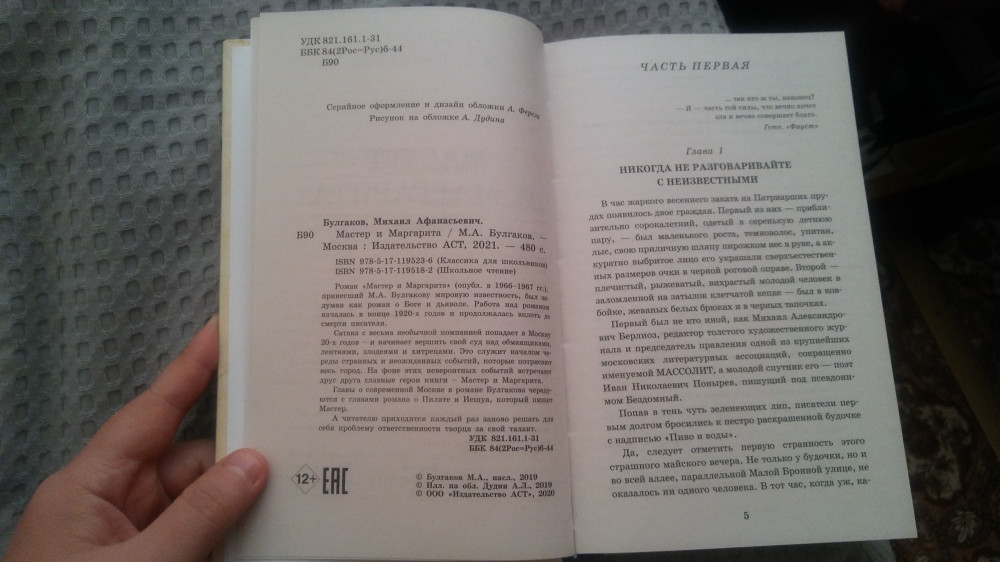 УДК 821.161.1-31
ББК 84(2Рос=Рус)6-44
Б90
Серийное оформление и дизайн обложки А. Фереза
Рисунок на обложке А. Дудина
Булгаков, Михаил Афанасьевич.
Б90 Мастер и Маргарита / М.А. Булгаков. —
Москва : Издательство АСТ, 2021. — 480 с.
ISBN 978-5-17-119523-6 (Классика для школьников)
ISBN 978-5-17-119518-2 (Школьное чтение)
Роман «Мастер и Маргарита» (опубл. в 1966–1967 гг.),
принесший М.А. Булгакову мировую известность, был за-
думан как роман о Боге и дьяволе. Работа над романом
началась в конце 1920-х годов и продолжалась вплоть до
смерти писателя.
Сатана с весьма необычной компанией попадает в Москву
20-х годов – и начинает вершить свой суд над обманщиками,
лентяями, злодеями и хитрецами. Это служит началом че-
реды странных и неожиданных событий, которые потрясают
весь город. На фоне этих невероятных событий встречают
друг друга главные герои книги – Мастер и Маргарита.
Главы о современной Москве в романе Булгакова череду-
ются с главами романа о Пилате и Иешуа, который пишет
Мастер.
А читателю приходится каждый раз заново решать для
себя проблему ответственности творца за свой талант.
УДК 821.161.1-31
ББК 84(2Рос=Рус)6-44
12+ ЕАС
© Булгаков М.А., насл., 2019
© Илл. на обл. Дудин А.Л., 2019
© ООО «Издательство АСТ», 2020
ЧАСТЬ ПЕРВАЯ
... так кто ж ты, наконец?
— Я — часть той силы, что вечно хочет
зла и вечно совершает благо.
Гете. «Фауст»
Глава 1
НИКОГДА НЕ РАЗГОВАРИВАЙТЕ
С НЕИЗВЕСТНЫМИ
В час жаркого весеннего заката на Патриарших пру-
дах появилось двое граждан. Первый из них — прибли-
зительно сорокалетний, одетый в серенькую летнюю
пару, — был маленького роста, темноволос, упитан,
лыс, свою приличную шляпу пирожком нес в руке, а ак-
куратно выбритое лицо его украшали сверхъестествен-
ных размеров очки в черной роговой оправе. Второй —
плечистый, рыжеватый, вихрастый молодой человек в
заломленной на затылок клетчатой кепке — был в ков-
бойке, жеваных белых брюках и в черных тапочках.
Первый был не кто иной, как Михаил Александро-
вич Берлиоз, редактор толстого художественного жур-
нала и председатель правления одной из крупнейших
московских литературных ассоциаций, сокращенно
именуемой МАССОЛИТ, а молодой спутник его — поэт
Иван Николаевич Понырев, пишущий под псевдони-
мом Бездомный.
Попав в тень чуть зеленеющих лип, писатели пер-
вым долгом бросились к пестро раскрашенной будочке
с надписью «Пиво и воды».
Да, следует отметить первую странность этого
страшного майского вечера. Не только у будочки, но и
во всей аллее, параллельной Малой Бронной улице, не
оказалось ни одного человека. В тот час, когда уж, ка-
5